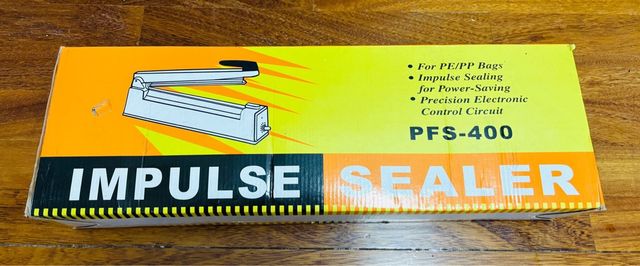 • For PE/PP Bags
• Impulse Sealing
for Power-Saving
• Precision Electronic
Control Circuit
PFS-400
IMPULSE SEALER